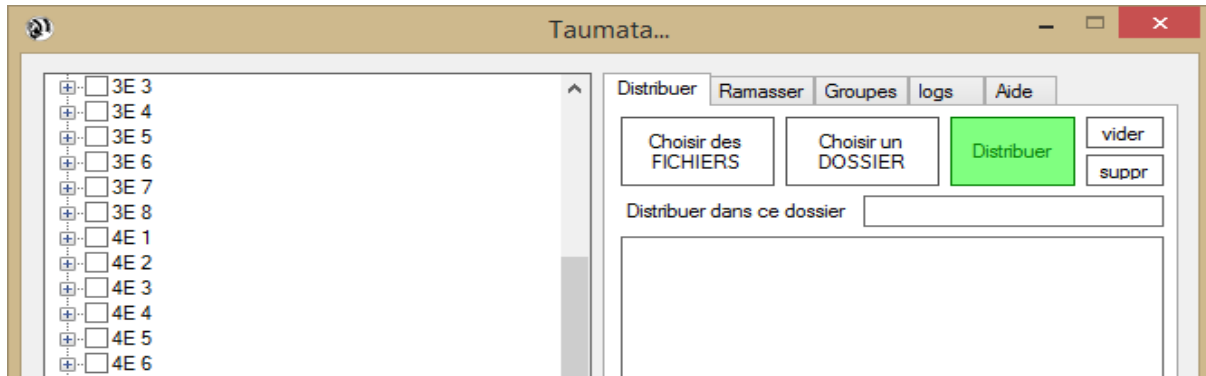 Taumata...
3E 3
3E 4
3E 5
3E 6
3E 7
3E 8
4E 1
4E 2
4E 3
4E 4
4E 5
4E 6
Distribuer Ramasser Groupes logs Aide
Choisir des
FICHIERS
Choisir un
DOSSIER
Distribuer
vider
suppr
Distribuer dans ce dossier